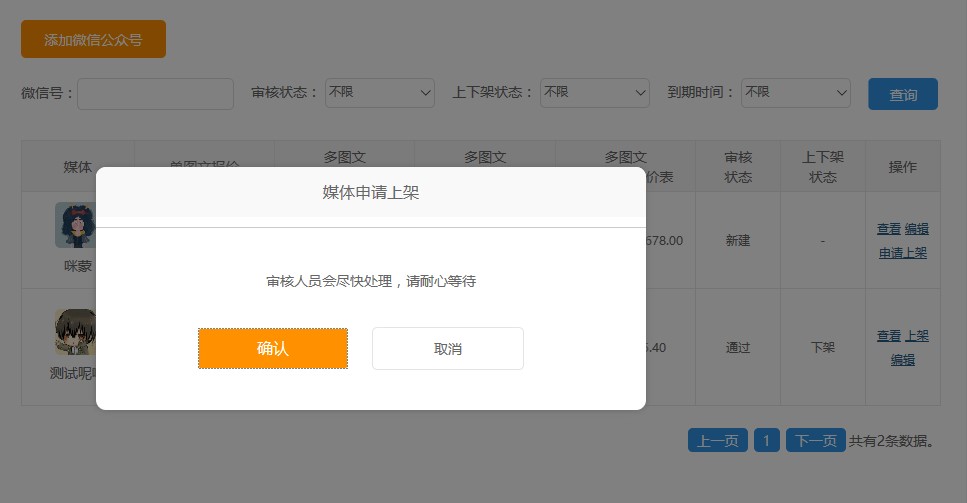 添加微信公众号
微信号：
审核状态： 不限
上下架状态： 不限
到期时间： 不限
查询
媒体
单图文报价
多图文
多图文
多图文
价表
审核
状态
上下架
状态
操作
媒体申请上架
咪蒙
678.00
新建
-
查看 编辑
申请上架
审核人员会尽快处理，请耐心等待
确认
取消
测试呢
.40
通过
下架
查看 上架
编辑
上一页 1 下一页 共有2条数据。